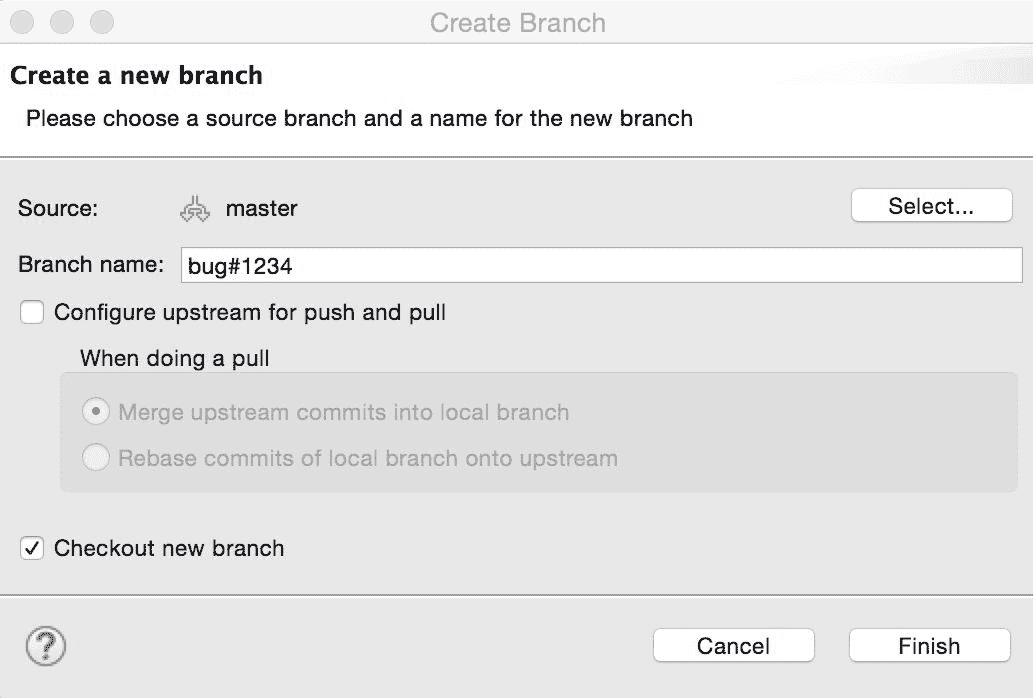 Create Branch
Create a new branch
Please choose a source branch and a name for the new branch
Source: master Select...
Branch name: bug#1234
Configure upstream for push and pull
When doing a pull
Merge upstream commits into local branch
Rebase commits of local branch onto upstream
Checkout new branch
? Cancel Finish